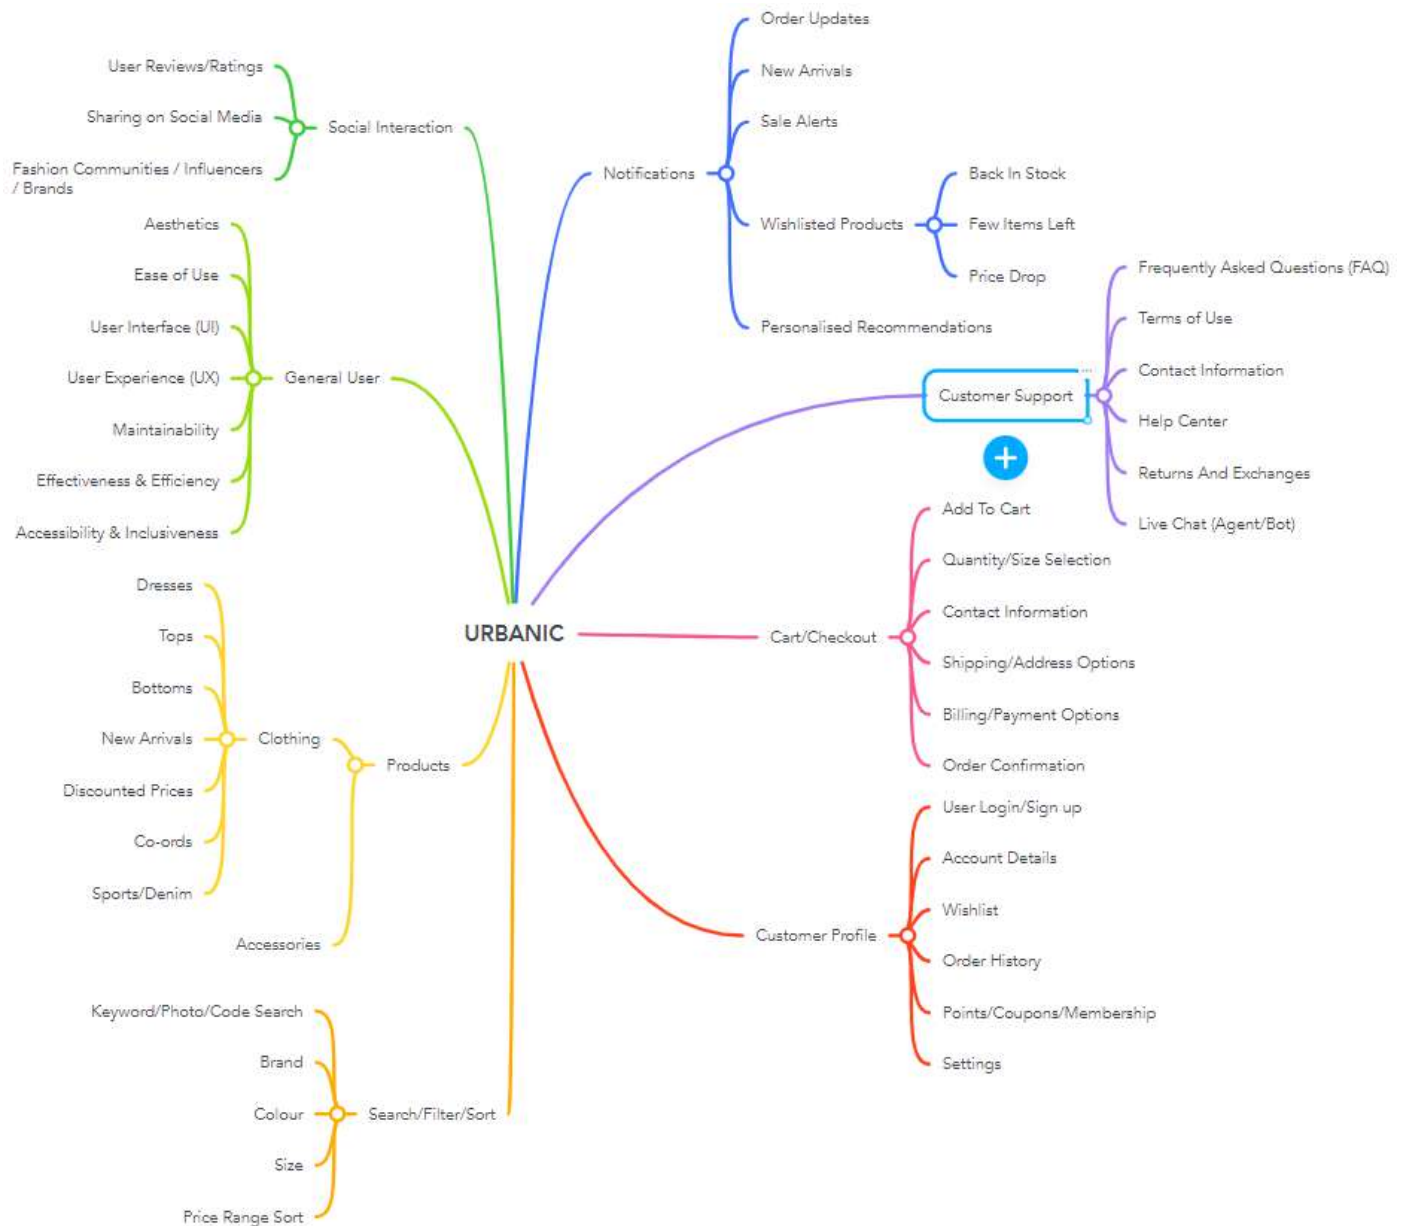 Order Updates
New Arrivals
Sale Alerts
Notifications
Wishlisted Products
Back In Stock
Few Items Left
Price Drop
Personalised Recommendations
User Reviews/Ratings
Sharing on Social Media
Social Interaction
Fashion Communities / Influencers
/ Brands
Aesthetics
Ease of Use
User Interface (UI)
User Experience (UX)
General User
Maintainability
Effectiveness & Efficiency
Accessibility & Inclusiveness
Frequently Asked Questions (FAQ)
Terms of Use
Contact Information
Customer Support
Help Center
Returns And Exchanges
Live Chat (Agent/Bot)
URBANIC
Add To Cart
Quantity/Size Selection
Contact Information
Cart/Checkout
Shipping/Address Options
Billing/Payment Options
Order Confirmation
Dresses
Tops
Bottoms
New Arrivals
Clothing
Products
Discounted Prices
Co-ords
Sports/Denim
Accessories
User Login/Sign up
Account Details
Wishlist
Customer Profile
Order History
Points/Coupons/Membership
Settings
Keyword/Photo/Code Search
Brand
Colour
Search/Filter/Sort
Size
Price Range Sort